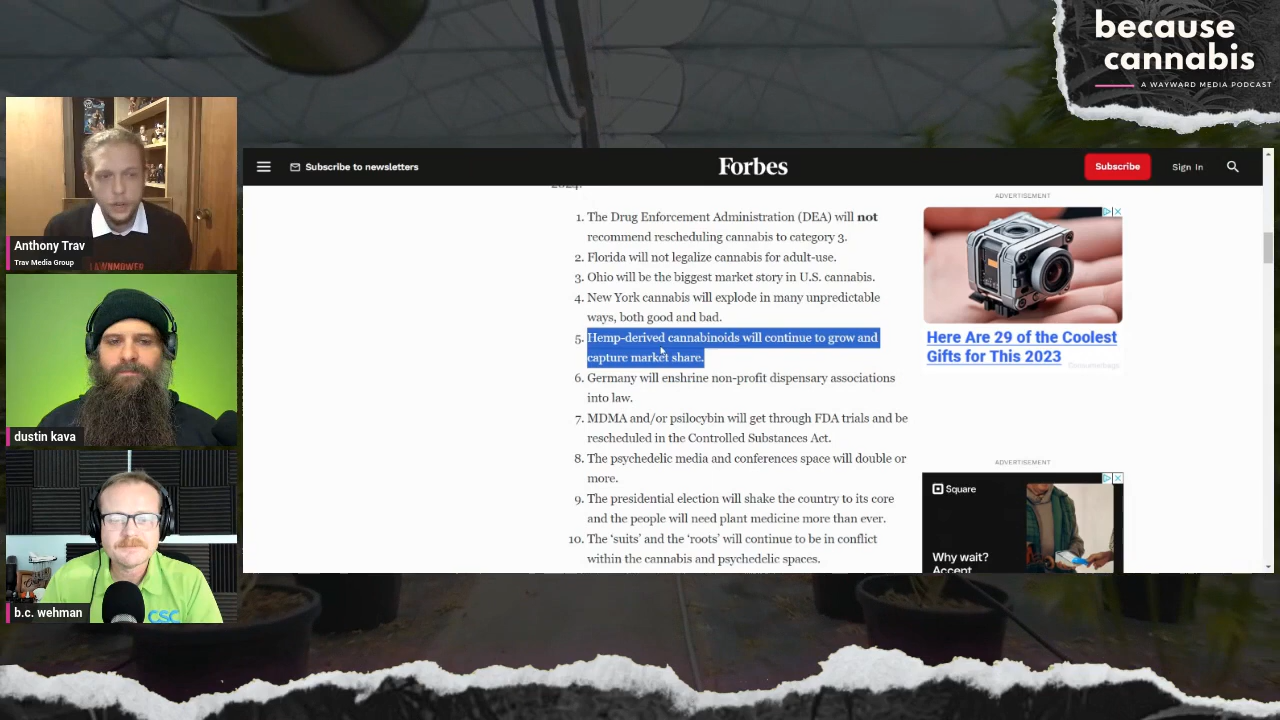 because
cannabis
A WAYWARD MEDIA PODCAST
Anthony Trav
Trav Media Group
LAWNMOWER
dustin kava
b.c. wehman
CSC
Subscribe to newsletters
Forbes
Subscribe
Sign In
1. The Drug Enforcement Administration (DEA) will not
recommend rescheduling cannabis to category 3.
2. Florida will not legalize cannabis for adult-use.
3. Ohio will be the biggest market story in U.S. cannabis.
4. New York cannabis will explode in many unpredictable
ways, both good and bad.
5. Hemp-derived cannabinoids will continue to grow and
capture market share.
6. Germany will enshrine non-profit dispensary associations
into law.
7. MDMA and/or psilocybin will get through FDA trials and be
rescheduled in the Controlled Substances Act.
8. The psychedelic media and conferences space will double or
more.
9. The presidential election will shake the country to its core
and the people will need plant medicine more than ever.
10. The ‘suits’ and the ‘roots’ will continue to be in conflict
within the cannabis and psychedelic spaces.
ADVERTISEMENT
Here Are 29 of the Coolest
Gifts for This 2023
ADVERTISEMENT
Square
Why wait?
Accept